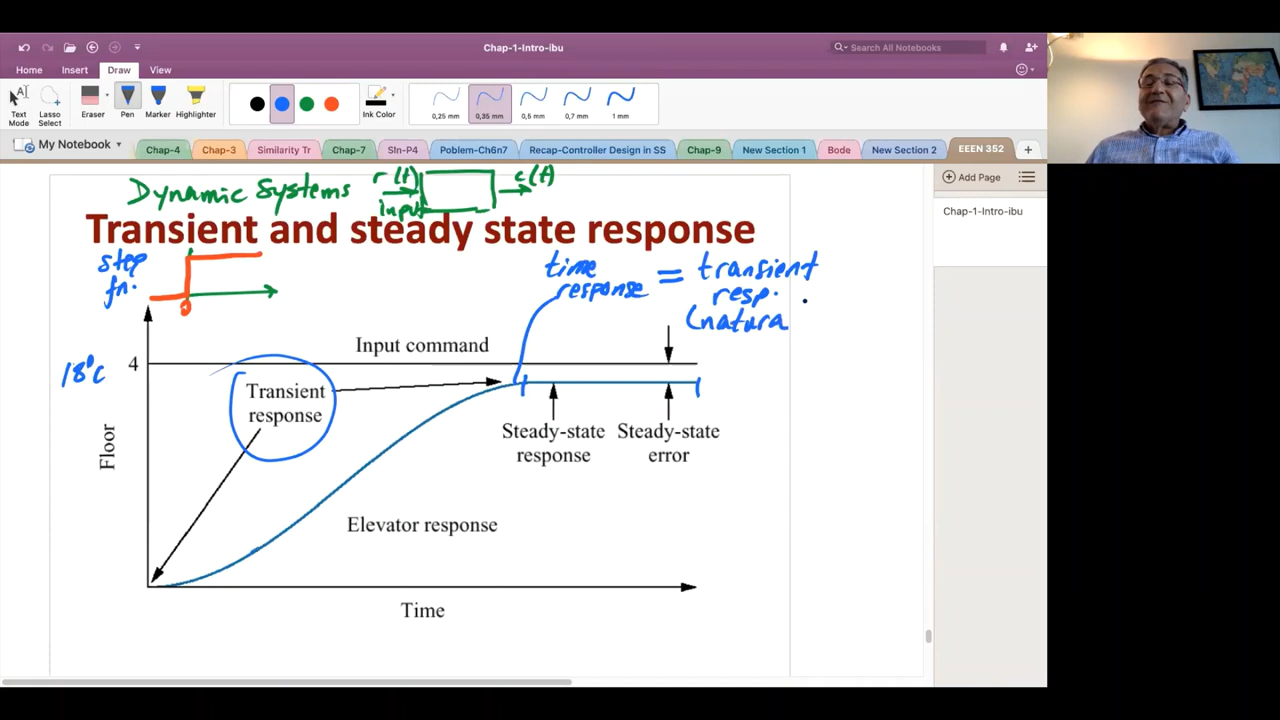 Chap-1-Intro-ibu
Search All Notebooks
Home Insert Draw View
Text Mode
Lasso Select
Eraser
Pen
Marker
Highlighter
Ink Color
0,25 mm
0,35 mm
0,5 mm
0,7 mm
1 mm
My Notebook
Chap-4
Chap-3
Similarity Tr
Chap-7
SIn-P4
Poblem-Ch6n7
Recap-Controller Design in SS
Chap-9
New Section 1
Bode
New Section 2
EEEN 352
Add Page
Chap-1-Intro-ibu
Dynamic Systems
r(t)
input
c(t)
Transient and steady state response
step
fn.
0
time
response
= transient
resp.
(natura
Input command
18°C
4
Transient
response
Steady-state
response
Steady-state
error
Floor
Elevator response
Time